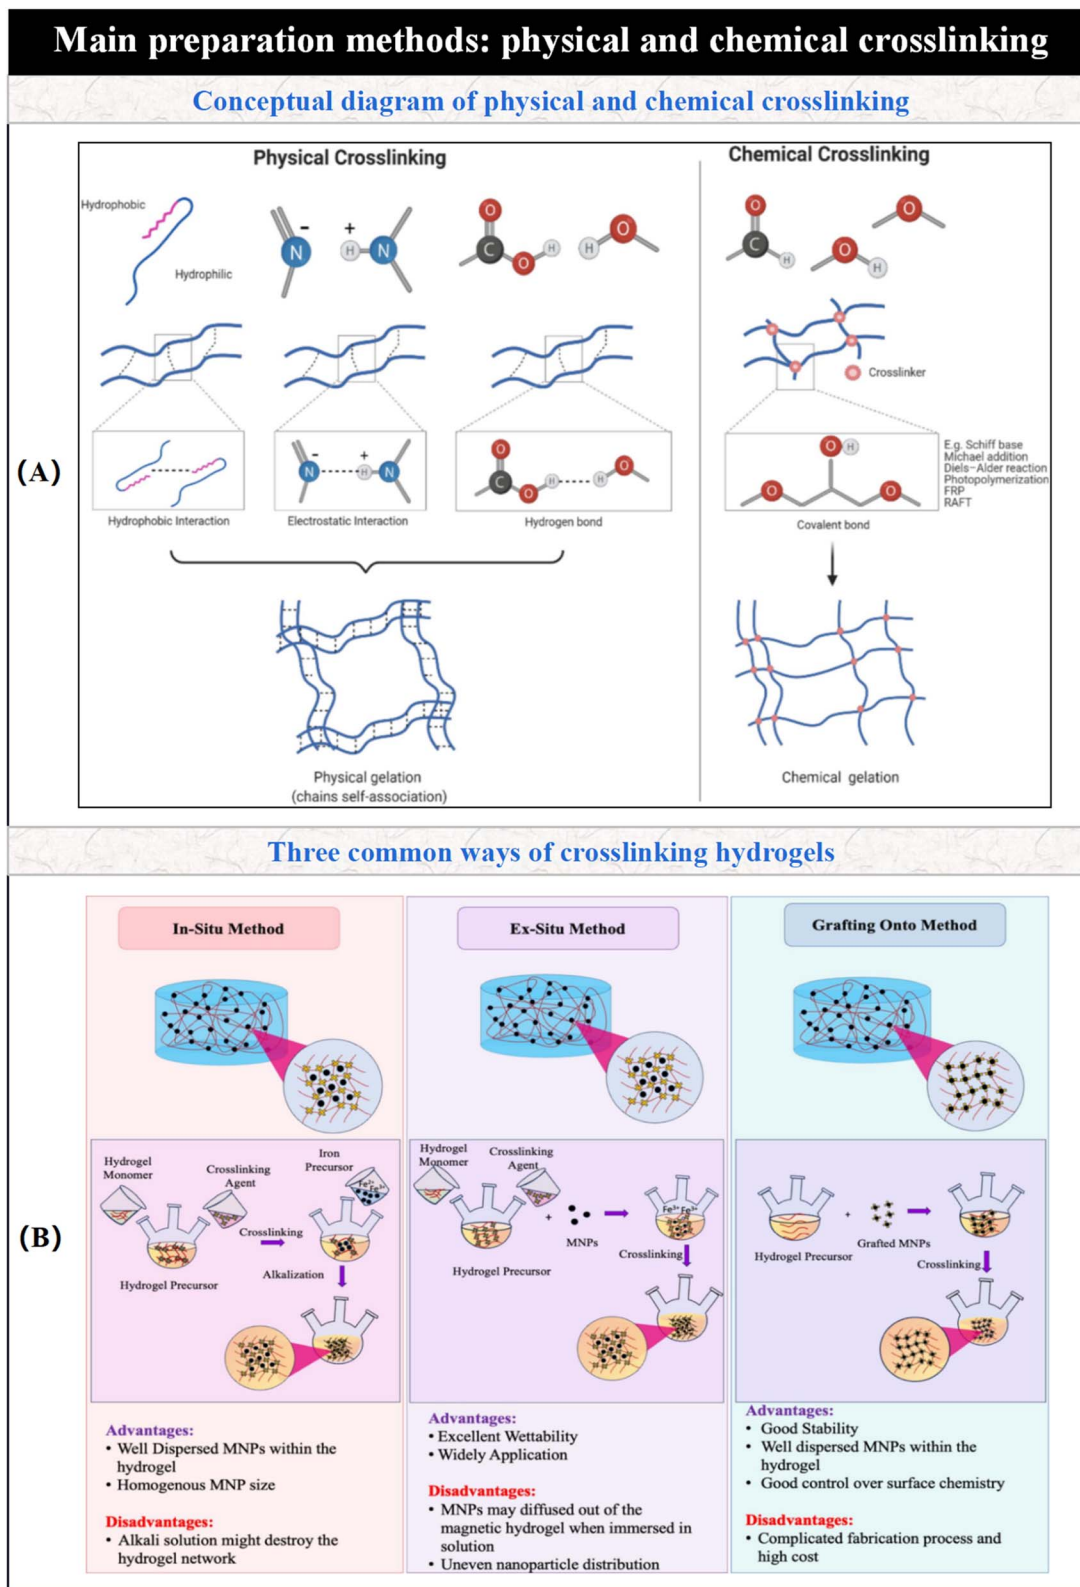 Main preparation methods: physical and chemical crosslinking
Conceptual diagram of physical and chemical crosslinking
(A)
Physical Crosslinking
Chemical Crosslinking
Hydrophobic
Hydrophilic
N
-
+
H
N
O
C
O
H
H
O
O
C
H
O
H
O
Crosslinker
N
-
+
H
N
O
C
O
H
H
O
O
H
O
O
E.g. Schiff base
Michael addition
Diels-Alder reaction
Photopolymerization
FRP
RAFT
Hydrophobic Interaction
Electrostatic Interaction
Hydrogen bond
Covalent bond
Physical gelation
(chains self-association)
Chemical gelation
Three common ways of crosslinking hydrogels
(B)
In-Situ Method
Hydrogel
Monomer
Crosslinking
Agent
Iron
Precursor
Fe²⁺
Fe³⁺
Crosslinking
Hydrogel Precursor
Alkalization
Advantages:
• Well Dispersed MNPs within the
hydrogel
• Homogenous MNP size
Disadvantages:
• Alkali solution might destroy the
hydrogel network
Ex-Situ Method
Hydrogel
Monomer
Crosslinking
Agent
+
MNPs
Fe³⁺ Fe³⁺
Hydrogel Precursor
Crosslinking
Advantages:
• Excellent Wettability
• Widely Application
Disadvantages:
• MNPs may diffused out of the
magnetic hydrogel when immersed in
solution
• Uneven nanoparticle distribution
Grafting Onto Method
+
Hydrogel Precursor
Grafted MNPs
Crosslinking
Advantages:
• Good Stability
• Well dispersed MNPs within the
hydrogel
• Good control over surface chemistry
Disadvantages:
• Complicated fabrication process and
high cost